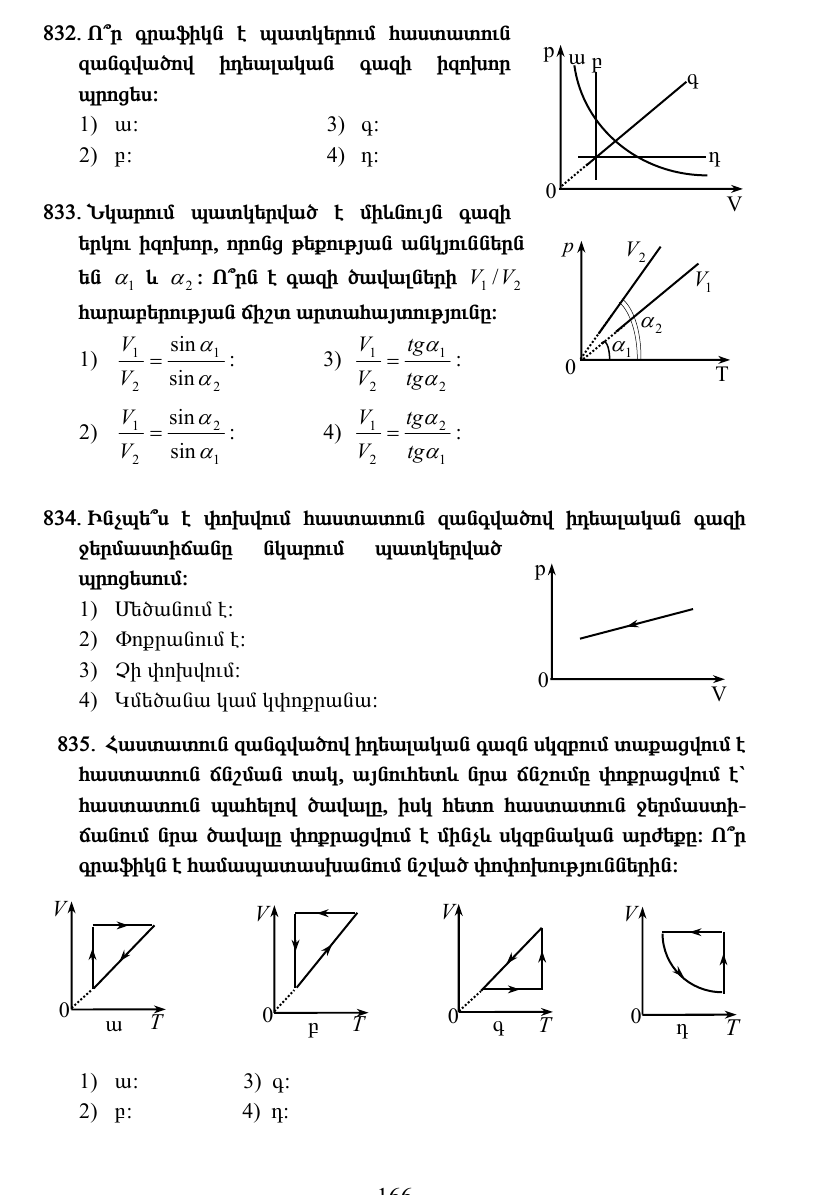 832. Ո՞ր գրաֆիկն է պատկերում հաստատուն
զանգվածով իդեալական գազի իզոխոր
պրոցես:
1) ա: 3) գ:
2) բ: 4) դ:
p ա բ գ դ 0 V
833. Նկարում պատկերված է միևնույն գազի
երկու իզոխոր, որոնց թեքության անկյուններն
են α1 և α2: Ո՞րն է գազի ծավալների V1/V2
հարաբերության ճիշտ արտահայտությունը:
1) V1/V2 = sin α1/sin α2: 3) V1/V2 = tgα1/tgα2:
2) V1/V2 = sin α2/sin α1: 4) V1/V2 = tgα2/tgα1:
p V2 V1 α2 α1 0 T
834. Ինչպե՞ս է փոխվում հաստատուն զանգվածով իդեալական գազի
ջերմաստիճանը նկարում պատկերված
պրոցեսում:
1) Մեծանում է:
2) Փոքրանում է:
3) Չի փոխվում:
4) Կմեծանա կամ կփոքրանա:
p 0 V
835. Հաստատուն զանգվածով իդեալական գազն սկզբում տաքացվում է
հաստատուն ճնշման տակ, այնուհետև նրա ճնշումը փոքրացվում է՝
հաստատուն պահելով ծավալը, իսկ հետո հաստատուն ջերմաստի-
ճանում նրա ծավալը փոքրացվում է մինչև սկզբնական արժեքը: Ո՞ր
գրաֆիկն է համապատասխանում նշված փոփոխություններին:
V V V V
0 ա T 0 բ T 0 գ T 0 դ T
1) ա: 3) գ:
2) բ: 4) դ:
166